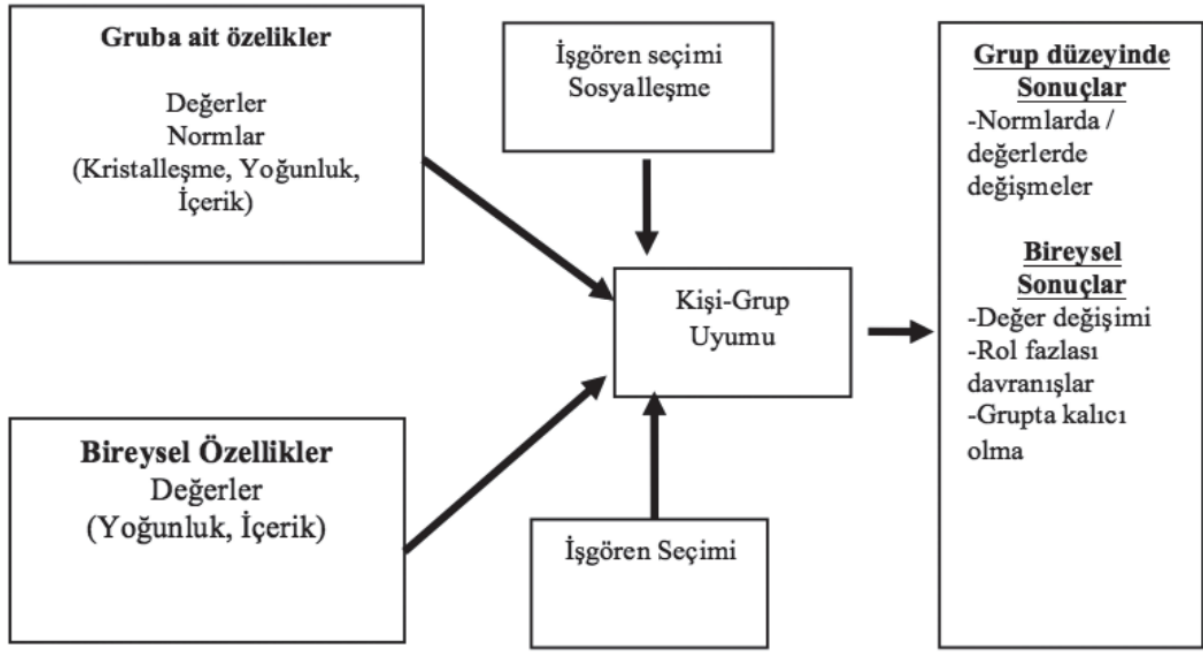 Gruba ait özelikler
Değerler
Normlar
(Kristalleşme, Yoğunluk,
İçerik)
İşgören seçimi
Sosyalleşme
Grup düzeyinde
Sonuçlar
-Normlarda /
değerlerde
değişmeler
Bireysel
Sonuçlar
-Değer değişimi
-Rol fazlası
davranışlar
-Grupta kalıcı
olma
Kişi-Grup
Uyumu
Bireysel Özellikler
Değerler
(Yoğunluk, İçerik)
İşgören Seçimi